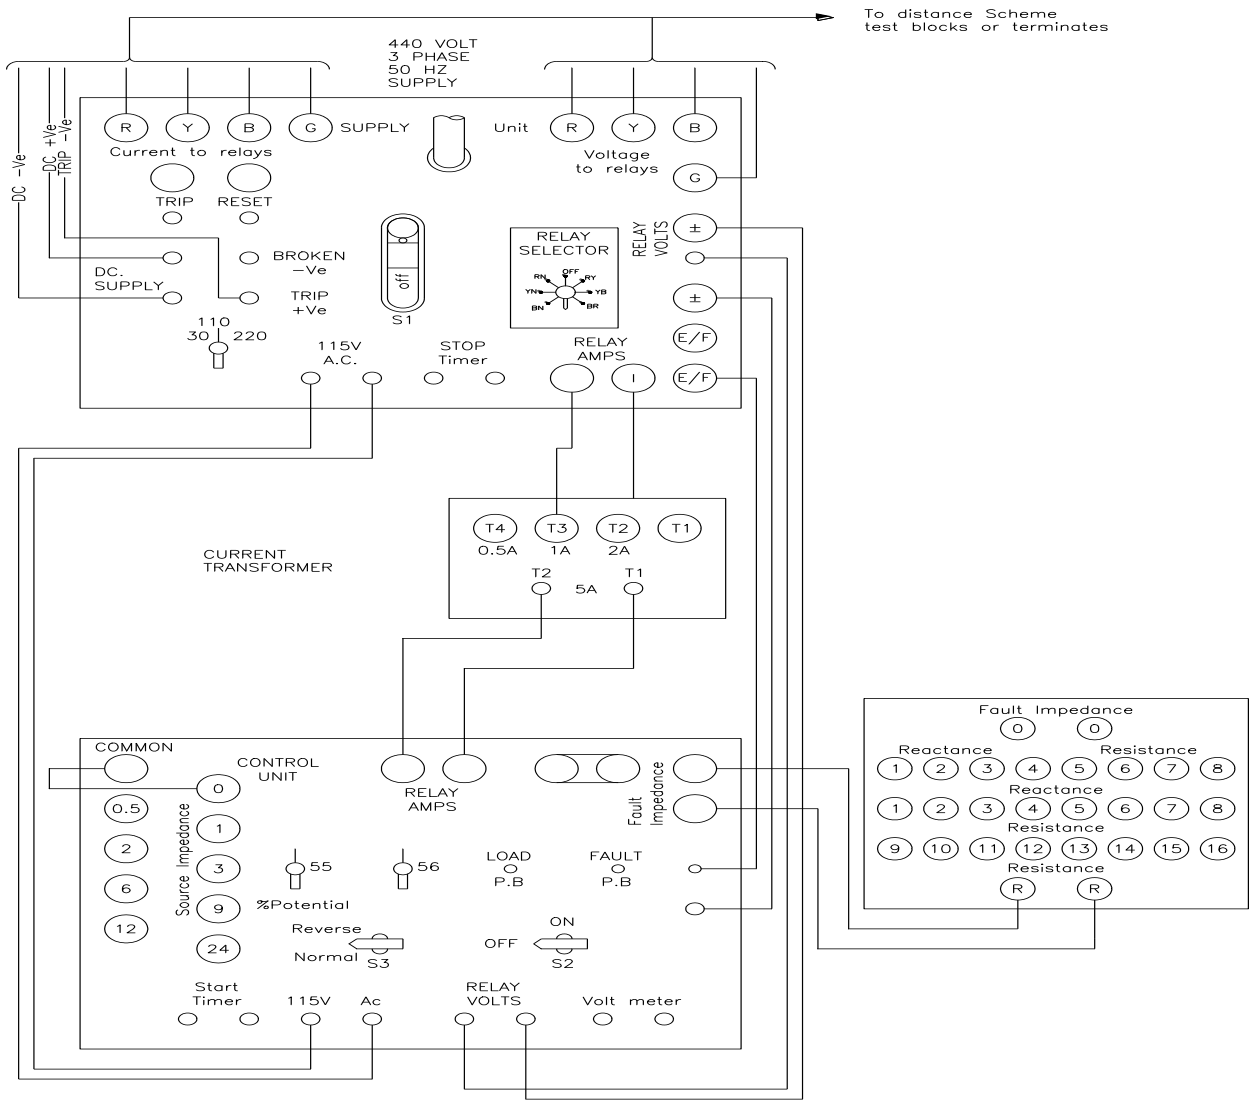 To distance Scheme
test blocks or terminates
440 VOLT
3 PHASE
50 HZ
SUPPLY
DC -Ve
DC +Ve
TRIP -Ve
R Y B G SUPPLY
Unit R Y B
Current to relays
Voltage
to relays
G
TRIP RESET
RELAY
VOLTS
±
RELAY
SELECTOR
OFF
RN RY
YN YB
BN BR
BROKEN
-Ve
DC.
SUPPLY
TRIP
+Ve
off
S1
±
110
30 220
115V
A.C.
STOP
Timer
RELAY
AMPS
E/F
I
E/F
T4 T3 T2 T1
0.5A 1A 2A
CURRENT
TRANSFORMER
T2 T1
5A
COMMON
CONTROL
UNIT
0
0.5
1
2
3
6
9
12
24
Source Impedance
RELAY
AMPS
Fault
Impedance
55 56
LOAD
P.B
FAULT
P.B
%Potential
Reverse
Normal
S3
ON
OFF
S2
Start
Timer
115V Ac
RELAY
VOLTS
Volt meter
Fault Impedance
0 0
Reactance Resistance
1 2 3 4 5 6 7 8
Reactance
1 2 3 4 5 6 7 8
Resistance
9 10 11 12 13 14 15 16
Resistance
R R